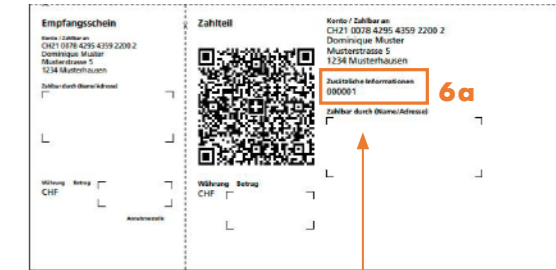 Empfangsschein
Konto / Zahlbar an
CH21 0078 4295 4359 2200 2
Dominique Muster
Musterstrasse 5
1234 Musterhausen
Zahlbar durch (Name/Adresse)
Währung Betrag
CHF
Annahmestelle
Zahlteil
Währung Betrag
CHF
Konto / Zahlbar an
CH21 0078 4295 4359 2200 2
Dominique Muster
Musterstrasse 5
1234 Musterhausen
Zusätzliche Informationen
000001
6a
Zahlbar durch (Name/Adresse)